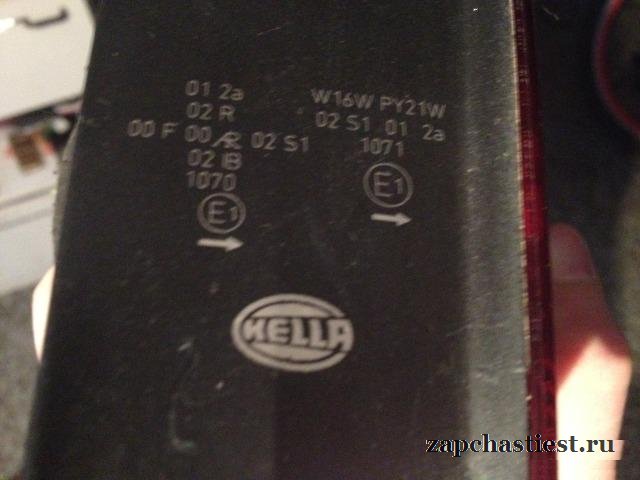 01 2a
02 R
00 F 00 AR 02 S1
02 B
1070
E1
W16W PY21W
02 S1 01 2a
1071
E1
HELLA
zapchastiest.ru